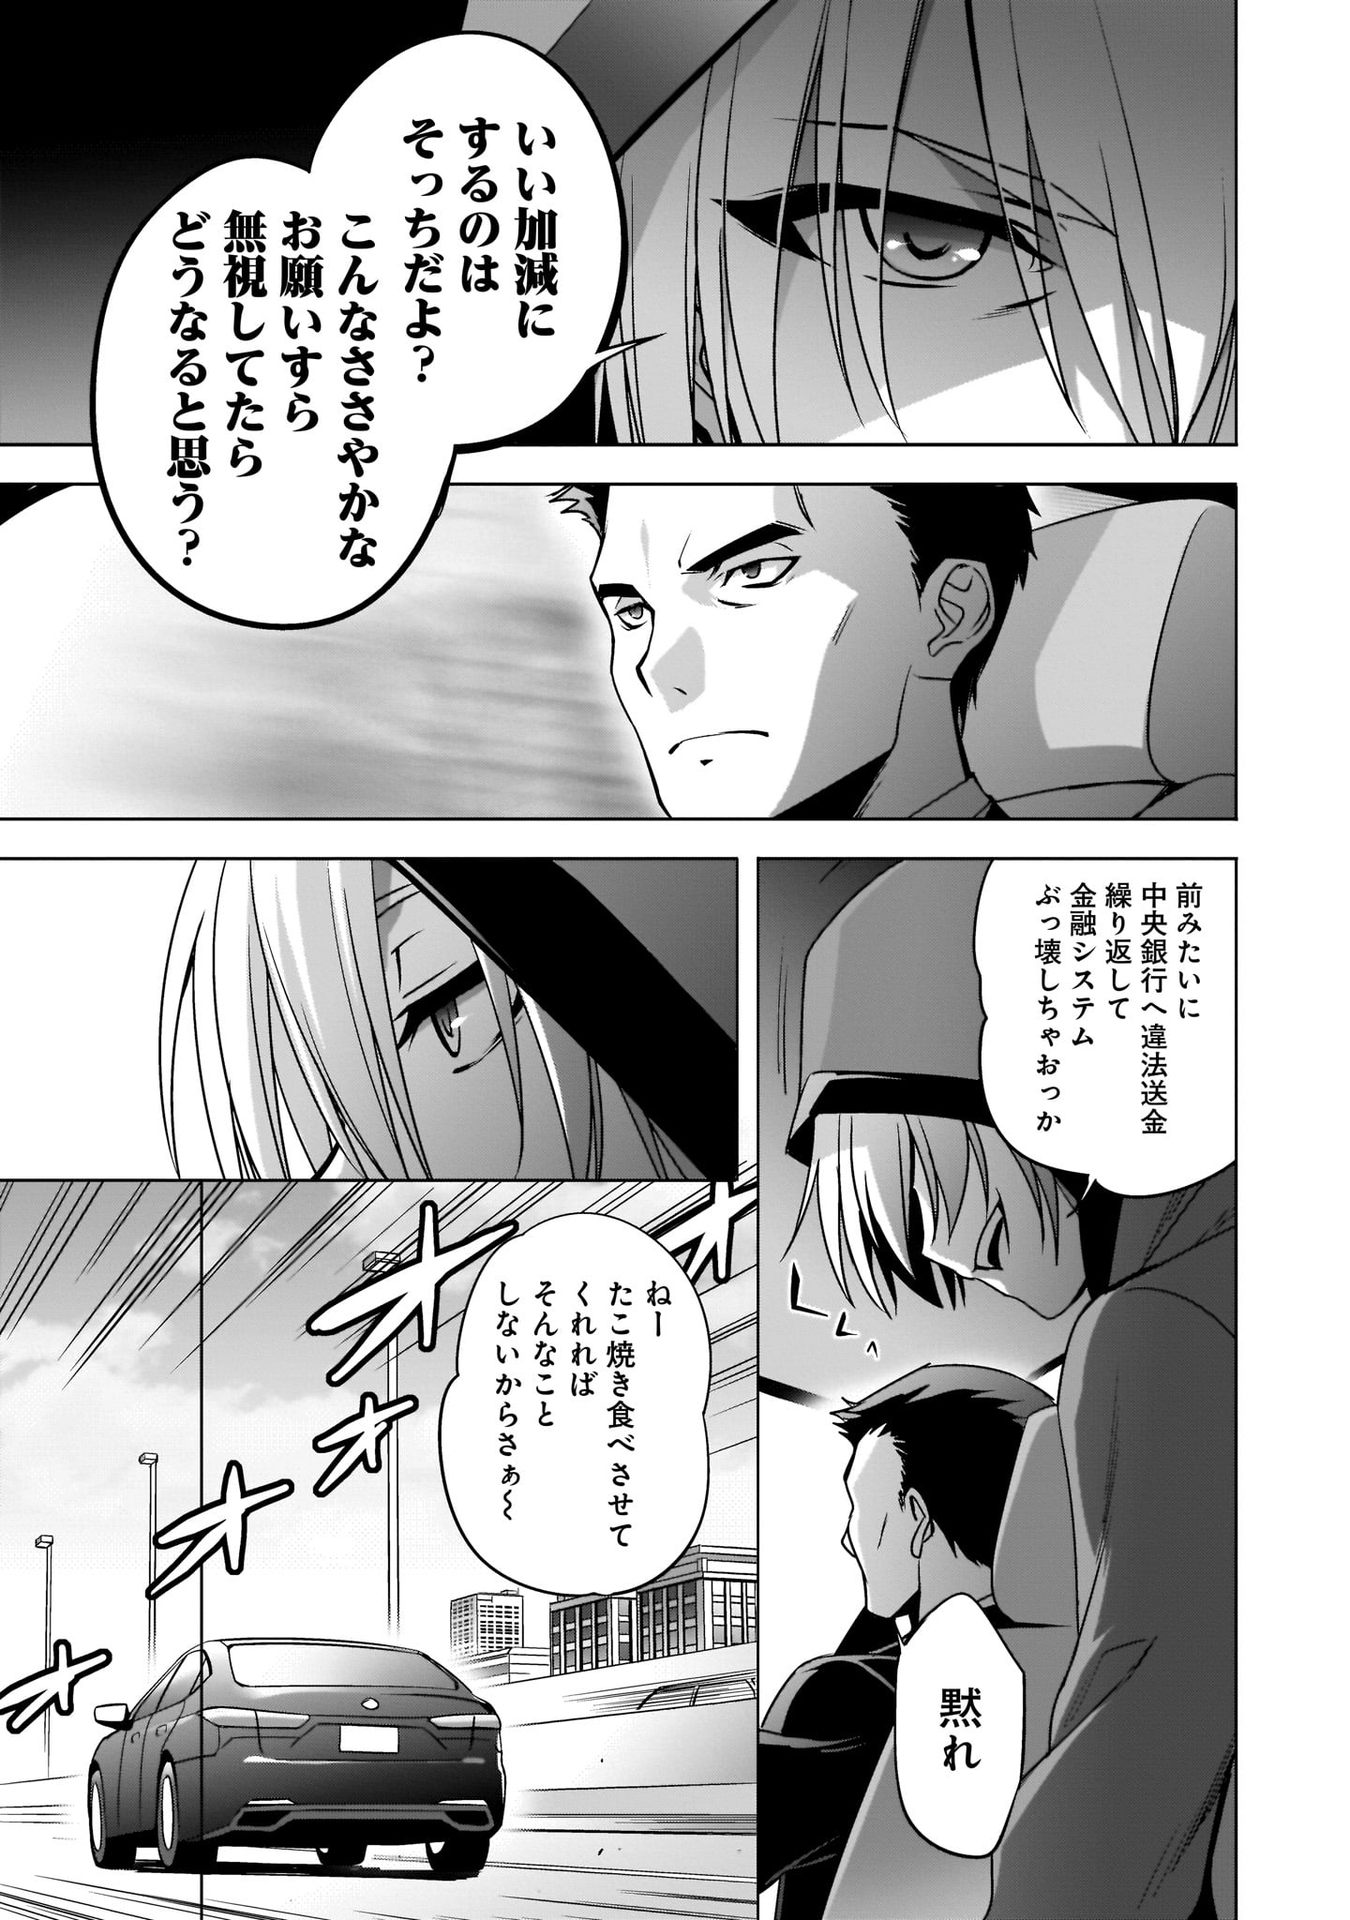 いい加減に
するのは
そっちだよ？
こんなささやかな
お願いすら
無視してたら
どうなると思う？
前みたいに
中央銀行へ違法送金
繰り返して
金融システム
ぶっ壊しちゃおっか
くくく
黙れ
ねー
たこ焼き食べさせて
くれれば
そんなこと
しないからさぁ〜
オオオオオオ